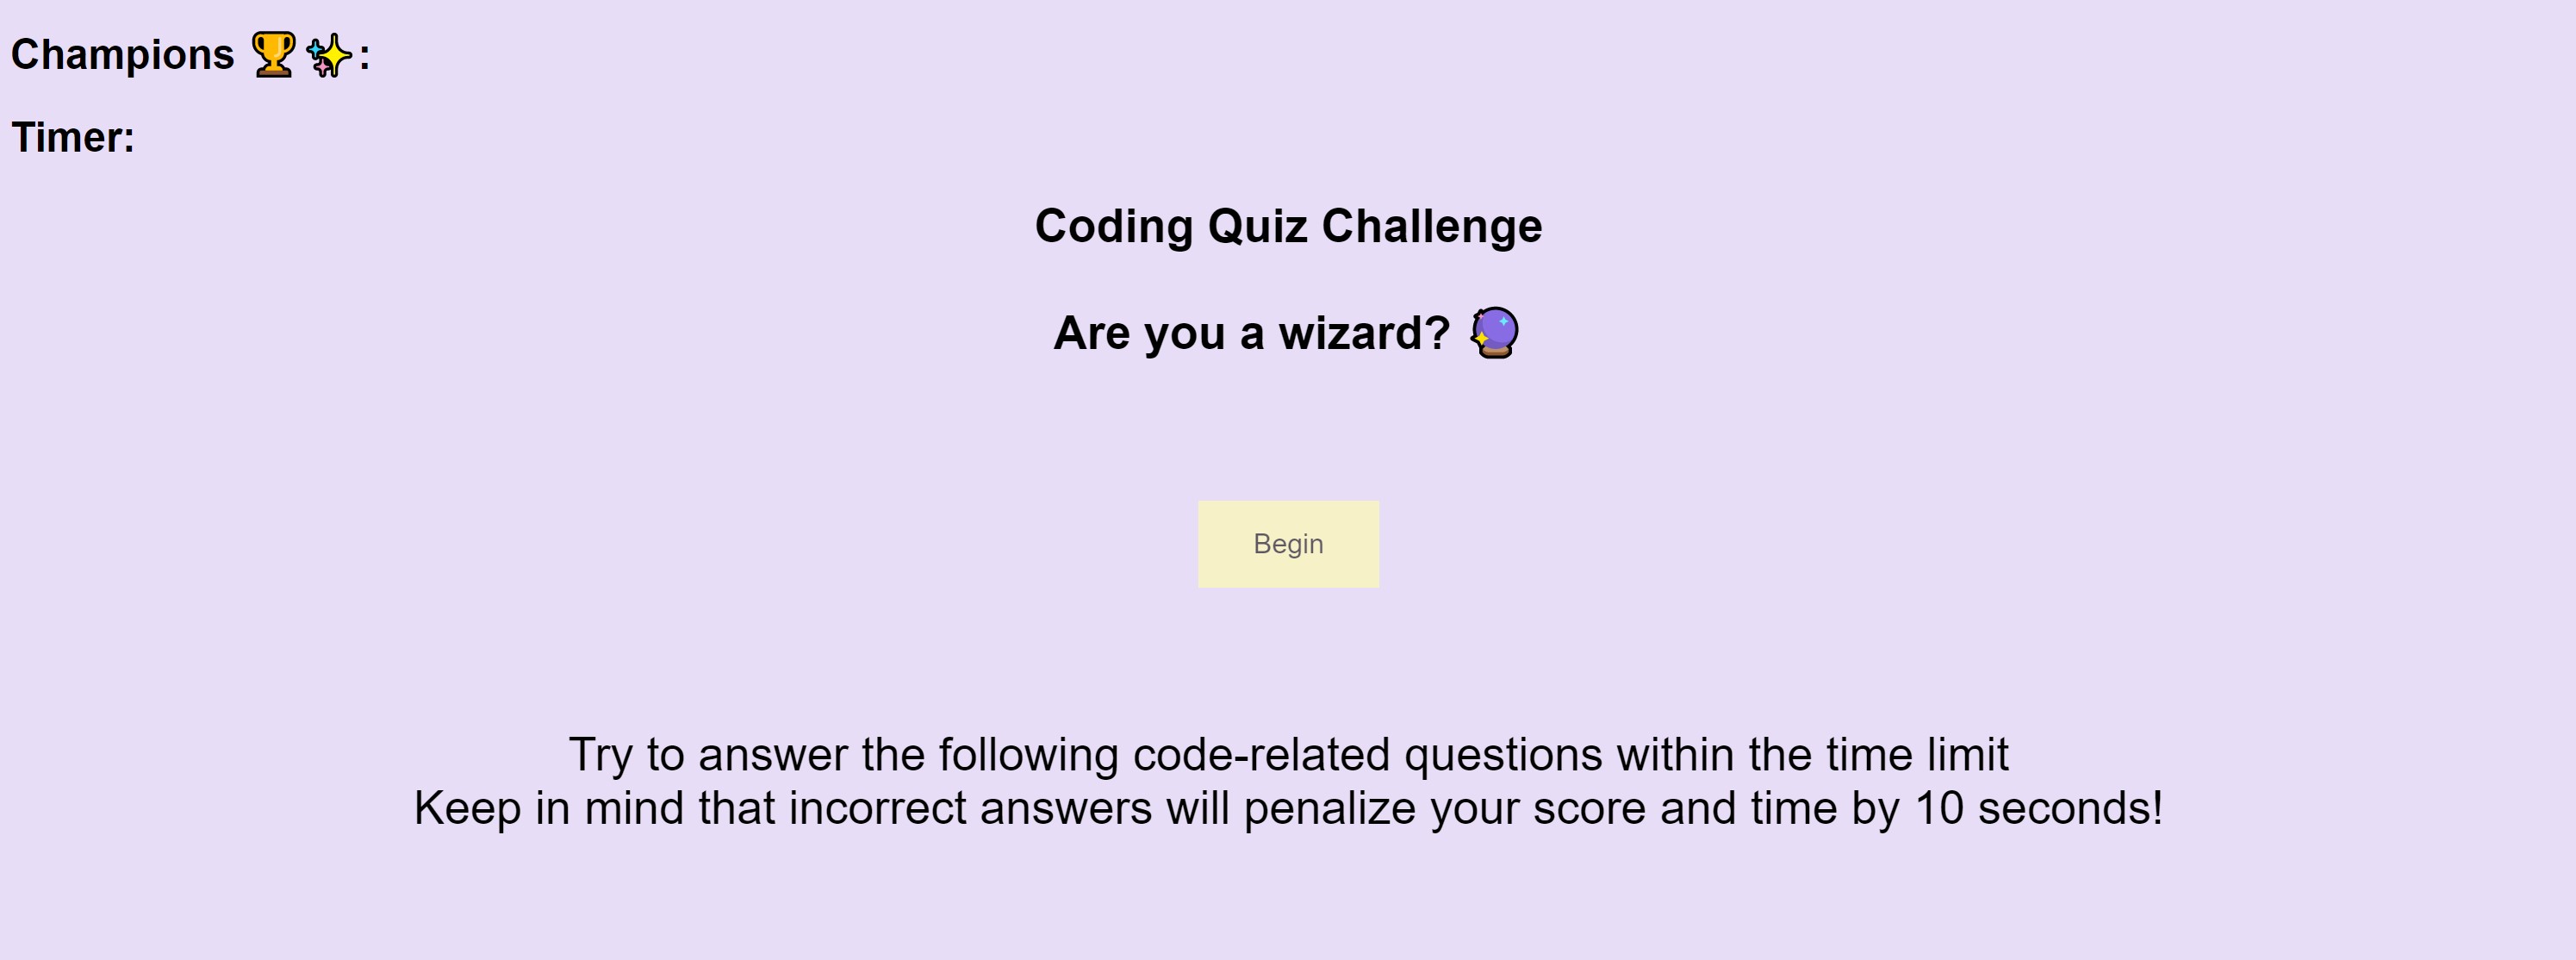 Champions 🏆✨:
Timer:
Coding Quiz Challenge
Are you a wizard? 🔮
Begin
Try to answer the following code-related questions within the time limit
Keep in mind that incorrect answers will penalize your score and time by 10 seconds!